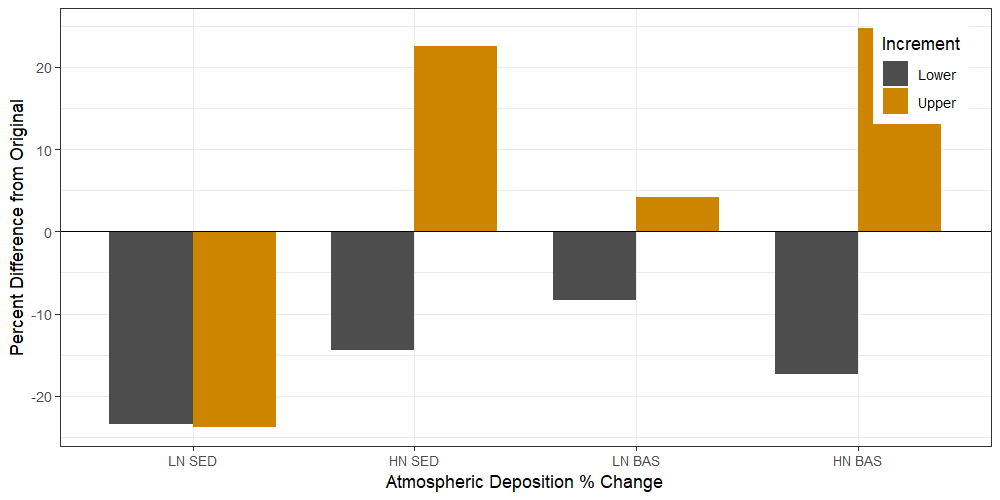 Increment
Lower
Upper
Percent Difference from Original
20
10
0
-10
-20
LN SED
HN SED
LN BAS
HN BAS
Atmospheric Deposition % Change